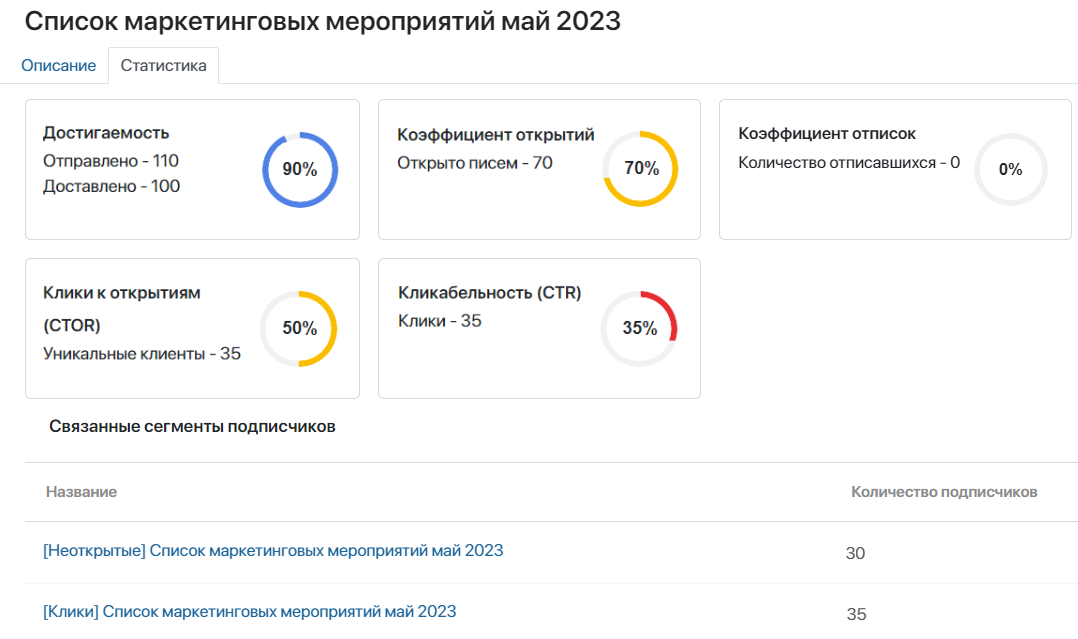 Список маркетинговых мероприятий май 2023
Описание
Статистика
Достигаемость
Отправлено - 110
Доставлено - 100
90%
Коэффициент открытий
Открыто писем - 70
70%
Коэффициент отписок
Количество отписавшихся - 0
0%
Клики к открытиям
(CTOR)
Уникальные клиенты - 35
50%
Кликабельность (CTR)
Клики - 35
35%
Связанные сегменты подписчиков
Название
Количество подписчиков
[Неоткрытые] Список маркетинговых мероприятий май 2023
30
[Клики] Список маркетинговых мероприятий май 2023
35